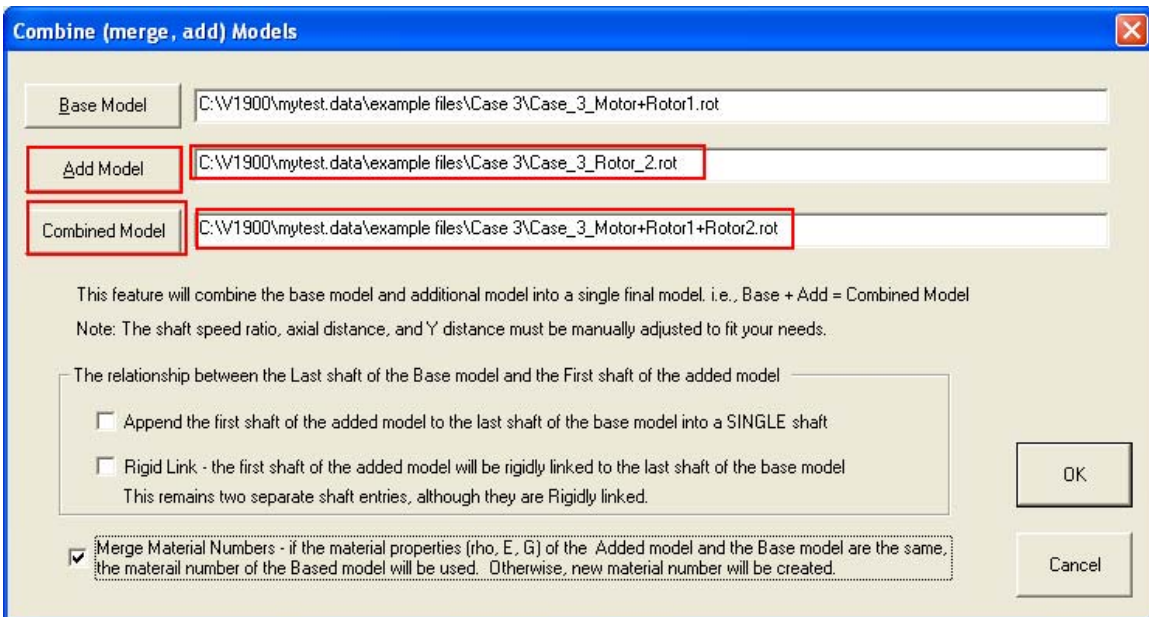 Combine (merge, add) Models
Base Model C:\V1900\mytest.data\example files\Case 3\Case_3_Motor+Rotor1.rot
Add Model C:\V1900\mytest.data\example files\Case 3\Case_3_Rotor_2.rot
Combined Model C:\V1900\mytest.data\example files\Case 3\Case_3_Motor+Rotor1+Rotor2.rot
This feature will combine the base model and additional model into a single final model. i.e., Base + Add = Combined Model
Note: The shaft speed ratio, axial distance, and Y distance must be manually adjusted to fit your needs.
The relationship between the Last shaft of the Base model and the First shaft of the added model
Append the first shaft of the added model to the last shaft of the base model into a SINGLE shaft
Rigid Link - the first shaft of the added model will be rigidly linked to the last shaft of the base model
This remains two separate shaft entries, although they are Rigidly linked.
OK
Merge Material Numbers - if the material properties (rho, E, G) of the Added model and the Base model are the same,
the materail number of the Based model will be used. Otherwise, new material number will be created.
Cancel